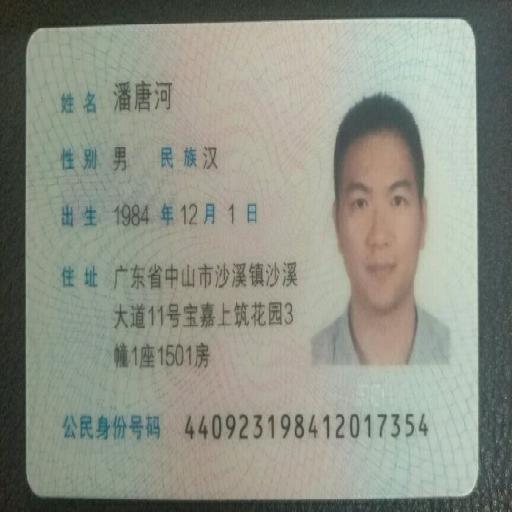 姓名 潘唐河
性别 男 民族 汉
出生 1984 年 12 月 1 日
住址 广东省中山市沙溪镇沙溪
大道11号宝嘉上筑花园3
幢1座1501房
公民身份号码 440923198412017354